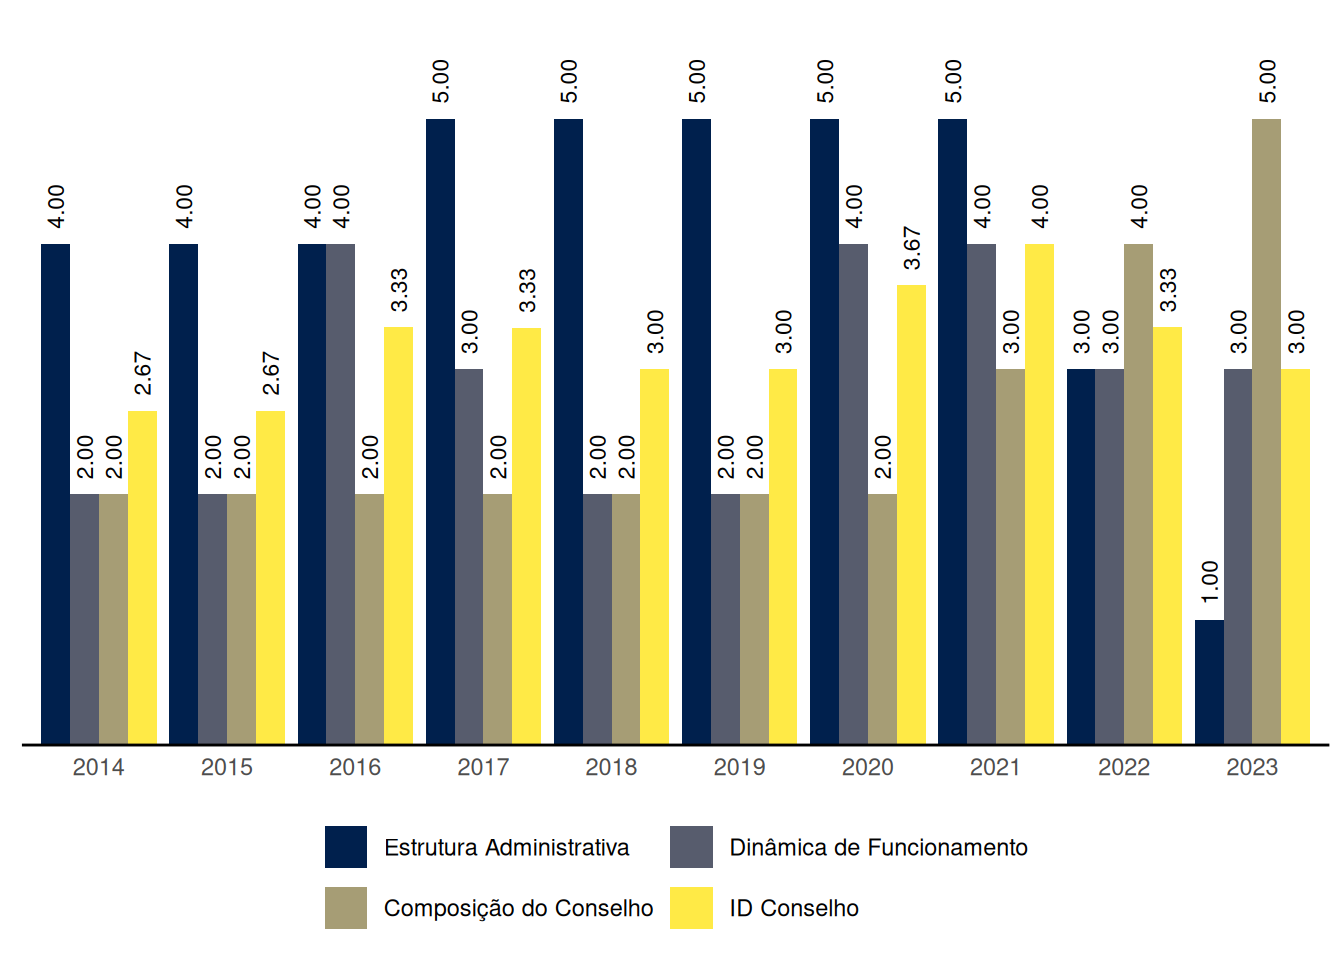 4.00 2.00 2.00 2.67 4.00 2.00 2.00 2.67 4.00 4.00 2.00 3.33 5.00 3.00 2.00 3.33 5.00 2.00 2.00 3.00 5.00 2.00 2.00 3.00 5.00 4.00 2.00 3.67 5.00 4.00 3.00 4.00 3.00 3.00 4.00 3.33 1.00 3.00 5.00 3.00
2014 2015 2016 2017 2018 2019 2020 2021 2022 2023
Estrutura Administrativa Dinâmica de Funcionamento
Composição do Conselho ID Conselho